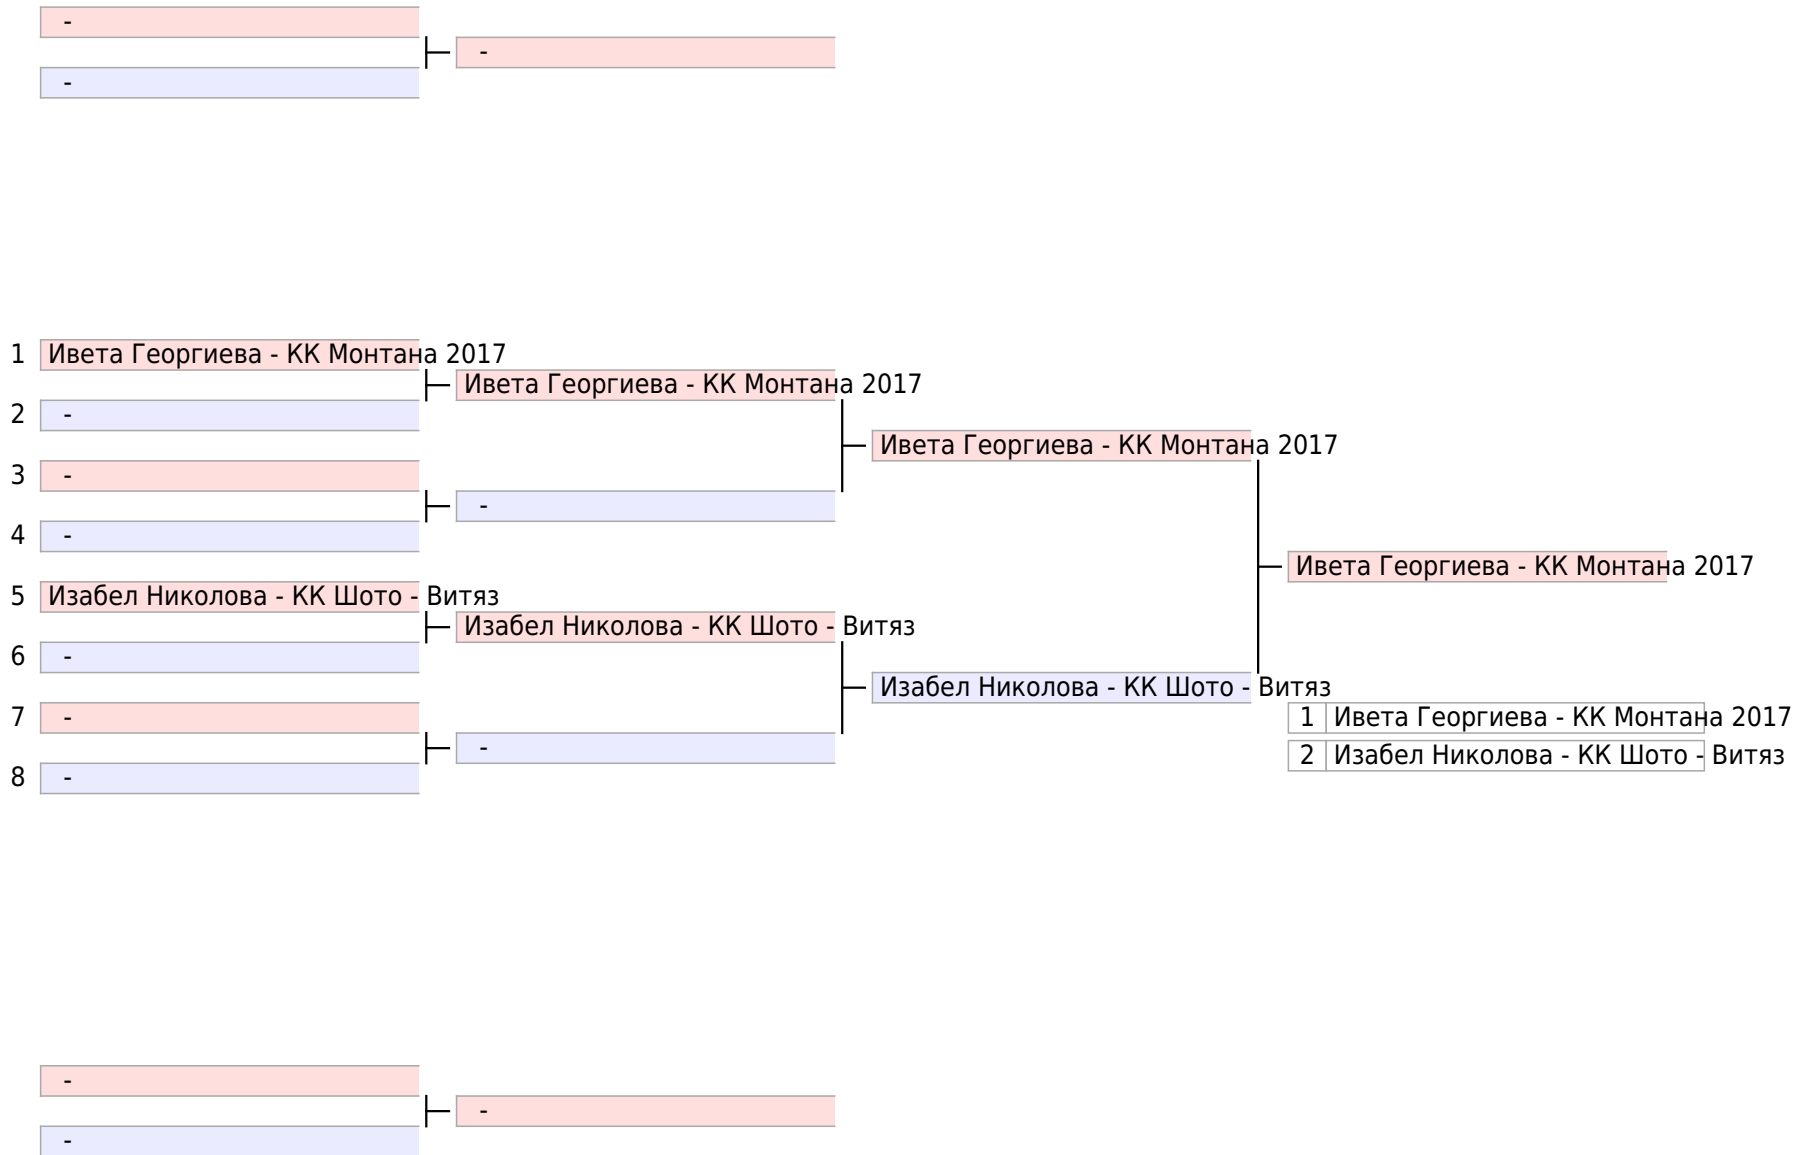 -
-
-
1 Ивета Георгиева - КК Монтана 2017
Ивета Георгиева - КК Монтана 2017
2 -
Ивета Георгиева - КК Монтана 2017
3 -
-
4 -
Ивета Георгиева - КК Монтана 2017
5 Изабел Николова - КК Шото - Витяз
Изабел Николова - КК Шото - Витяз
6 -
Изабел Николова - КК Шото - Витяз
7 -
1 Ивета Георгиева - КК Монтана 2017
-
2 Изабел Николова - КК Шото - Витяз
8 -
-
-
-